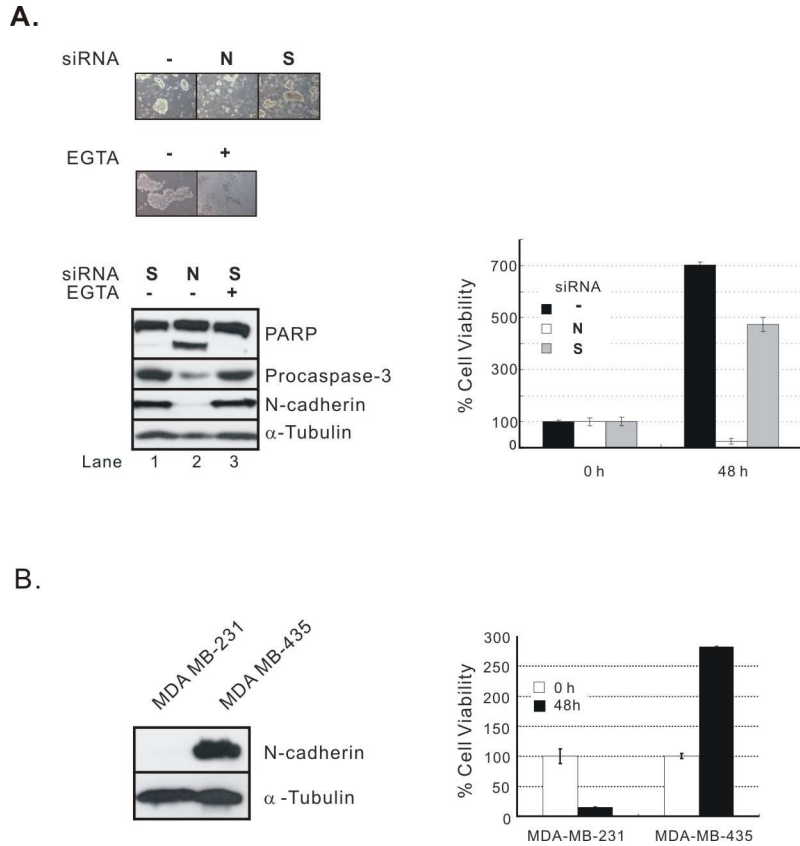 A.
siRNA - N S
EGTA - +
siRNA S N S
EGTA - - +
PARP
Procaspase-3
N-cadherin
α-Tubulin
Lane 1 2 3
% Cell Viability
700
500
300
100
0
siRNA
-
N
S
0 h 48 h
B.
MDA MB-231 MDA MB-435
N-cadherin
α -Tubulin
% Cell Viability
300
250
200
150
100
50
0
0 h
48h
MDA-MB-231 MDA-MB-435